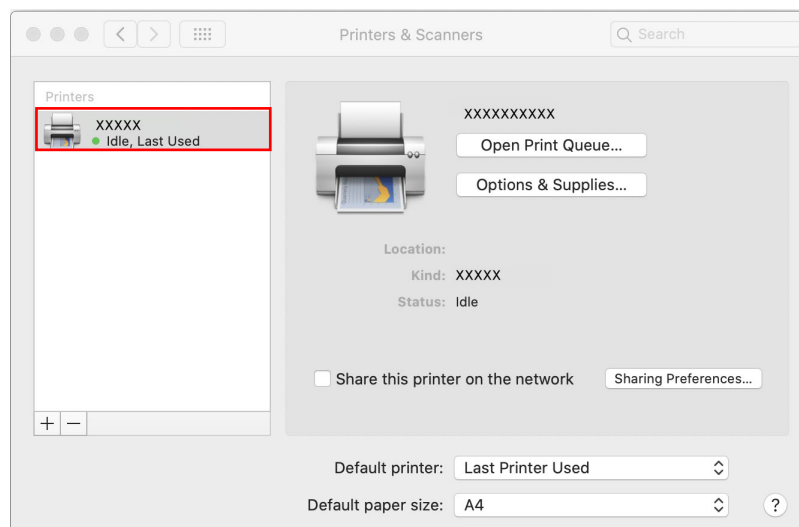 Printers & Scanners
Search
Printers
XXXXX
Idle, Last Used
XXXXXXXXXX
Open Print Queue...
Options & Supplies...
Location:
Kind: XXXXX
Status: Idle
Share this printer on the network
Sharing Preferences...
+ −
Default printer: Last Printer Used
Default paper size: A4
?